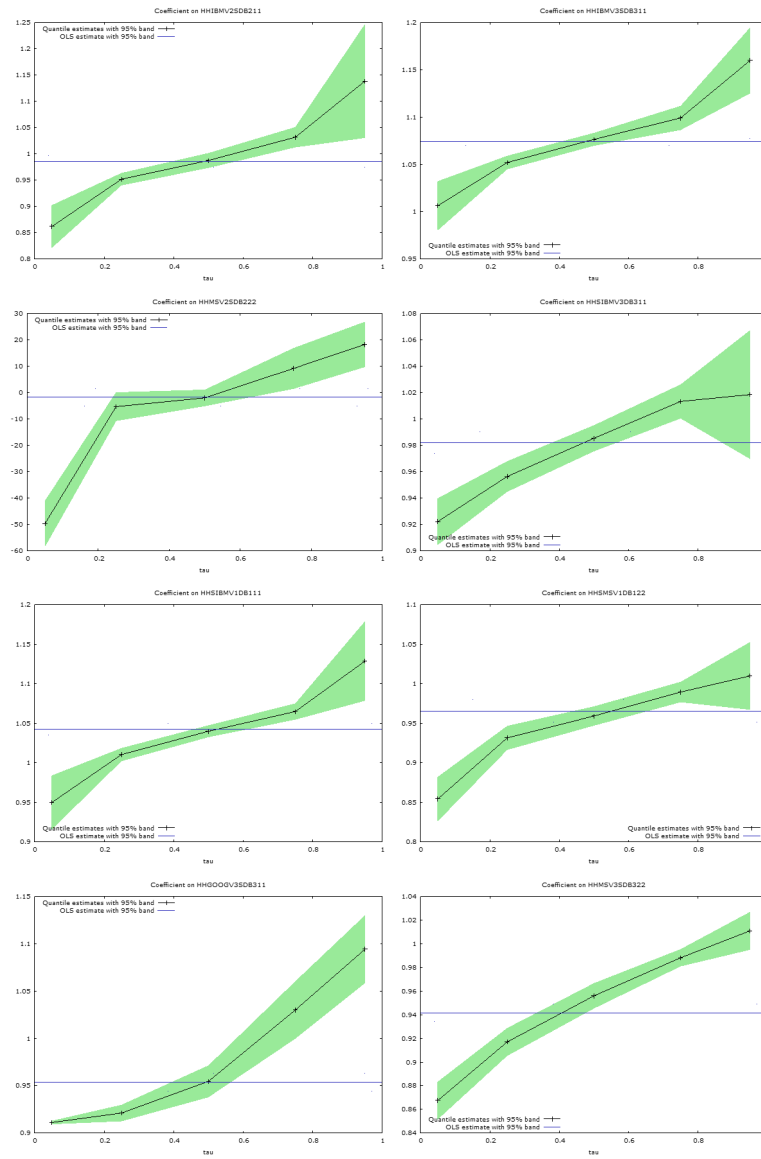 Coefficient on HHIBMV2SDB211
1.25
1.2
1.15
1.1
1.05
1
0.95
0.9
0.85
0.8
Quantile estimates with 95% band
OLS estimate with 95% band
0 0.2 0.4 0.6 0.8 1
tau
Coefficient on HHIBMV3SDB311
1.2
1.15
1.1
1.05
1
0.95
Quantile estimates with 95% band
OLS estimate with 95% band
0 0.2 0.4 0.6 0.8
tau
Coefficient on HHMSV2SDB222
30
20
10
0
-10
-20
-30
-40
-50
-60
Quantile estimates with 95% band
OLS estimate with 95% band
0 0.2 0.4 0.6 0.8 1
tau
Coefficient on HHSIBMV3DB311
1.08
1.06
1.04
1.02
1
0.98
0.96
0.94
0.92
0.9
Quantile estimates with 95% band
OLS estimate with 95% band
0 0.2 0.4 0.6 0.8
tau
Coefficient on HHSIBMV1DB111
1.2
1.15
1.1
1.05
1
0.95
0.9
Quantile estimates with 95% band
OLS estimate with 95% band
0 0.2 0.4 0.6 0.8 1
tau
Coefficient on HHSMSV1DB122
1.1
1.05
1
0.95
0.9
0.85
0.8
Quantile estimates with 95% band
OLS estimate with 95% band
0 0.2 0.4 0.6 0.8
tau
Coefficient on HHGOOGV3SDB311
1.15
1.1
1.05
1
0.95
0.9
Quantile estimates with 95% band
OLS estimate with 95% band
0 0.2 0.4 0.6 0.8 1
tau
Coefficient on HHMSV3SDB322
1.04
1.02
1
0.98
0.96
0.94
0.92
0.9
0.88
0.86
0.84
Quantile estimates with 95% band
OLS estimate with 95% band
0 0.2 0.4 0.6 0.8
tau